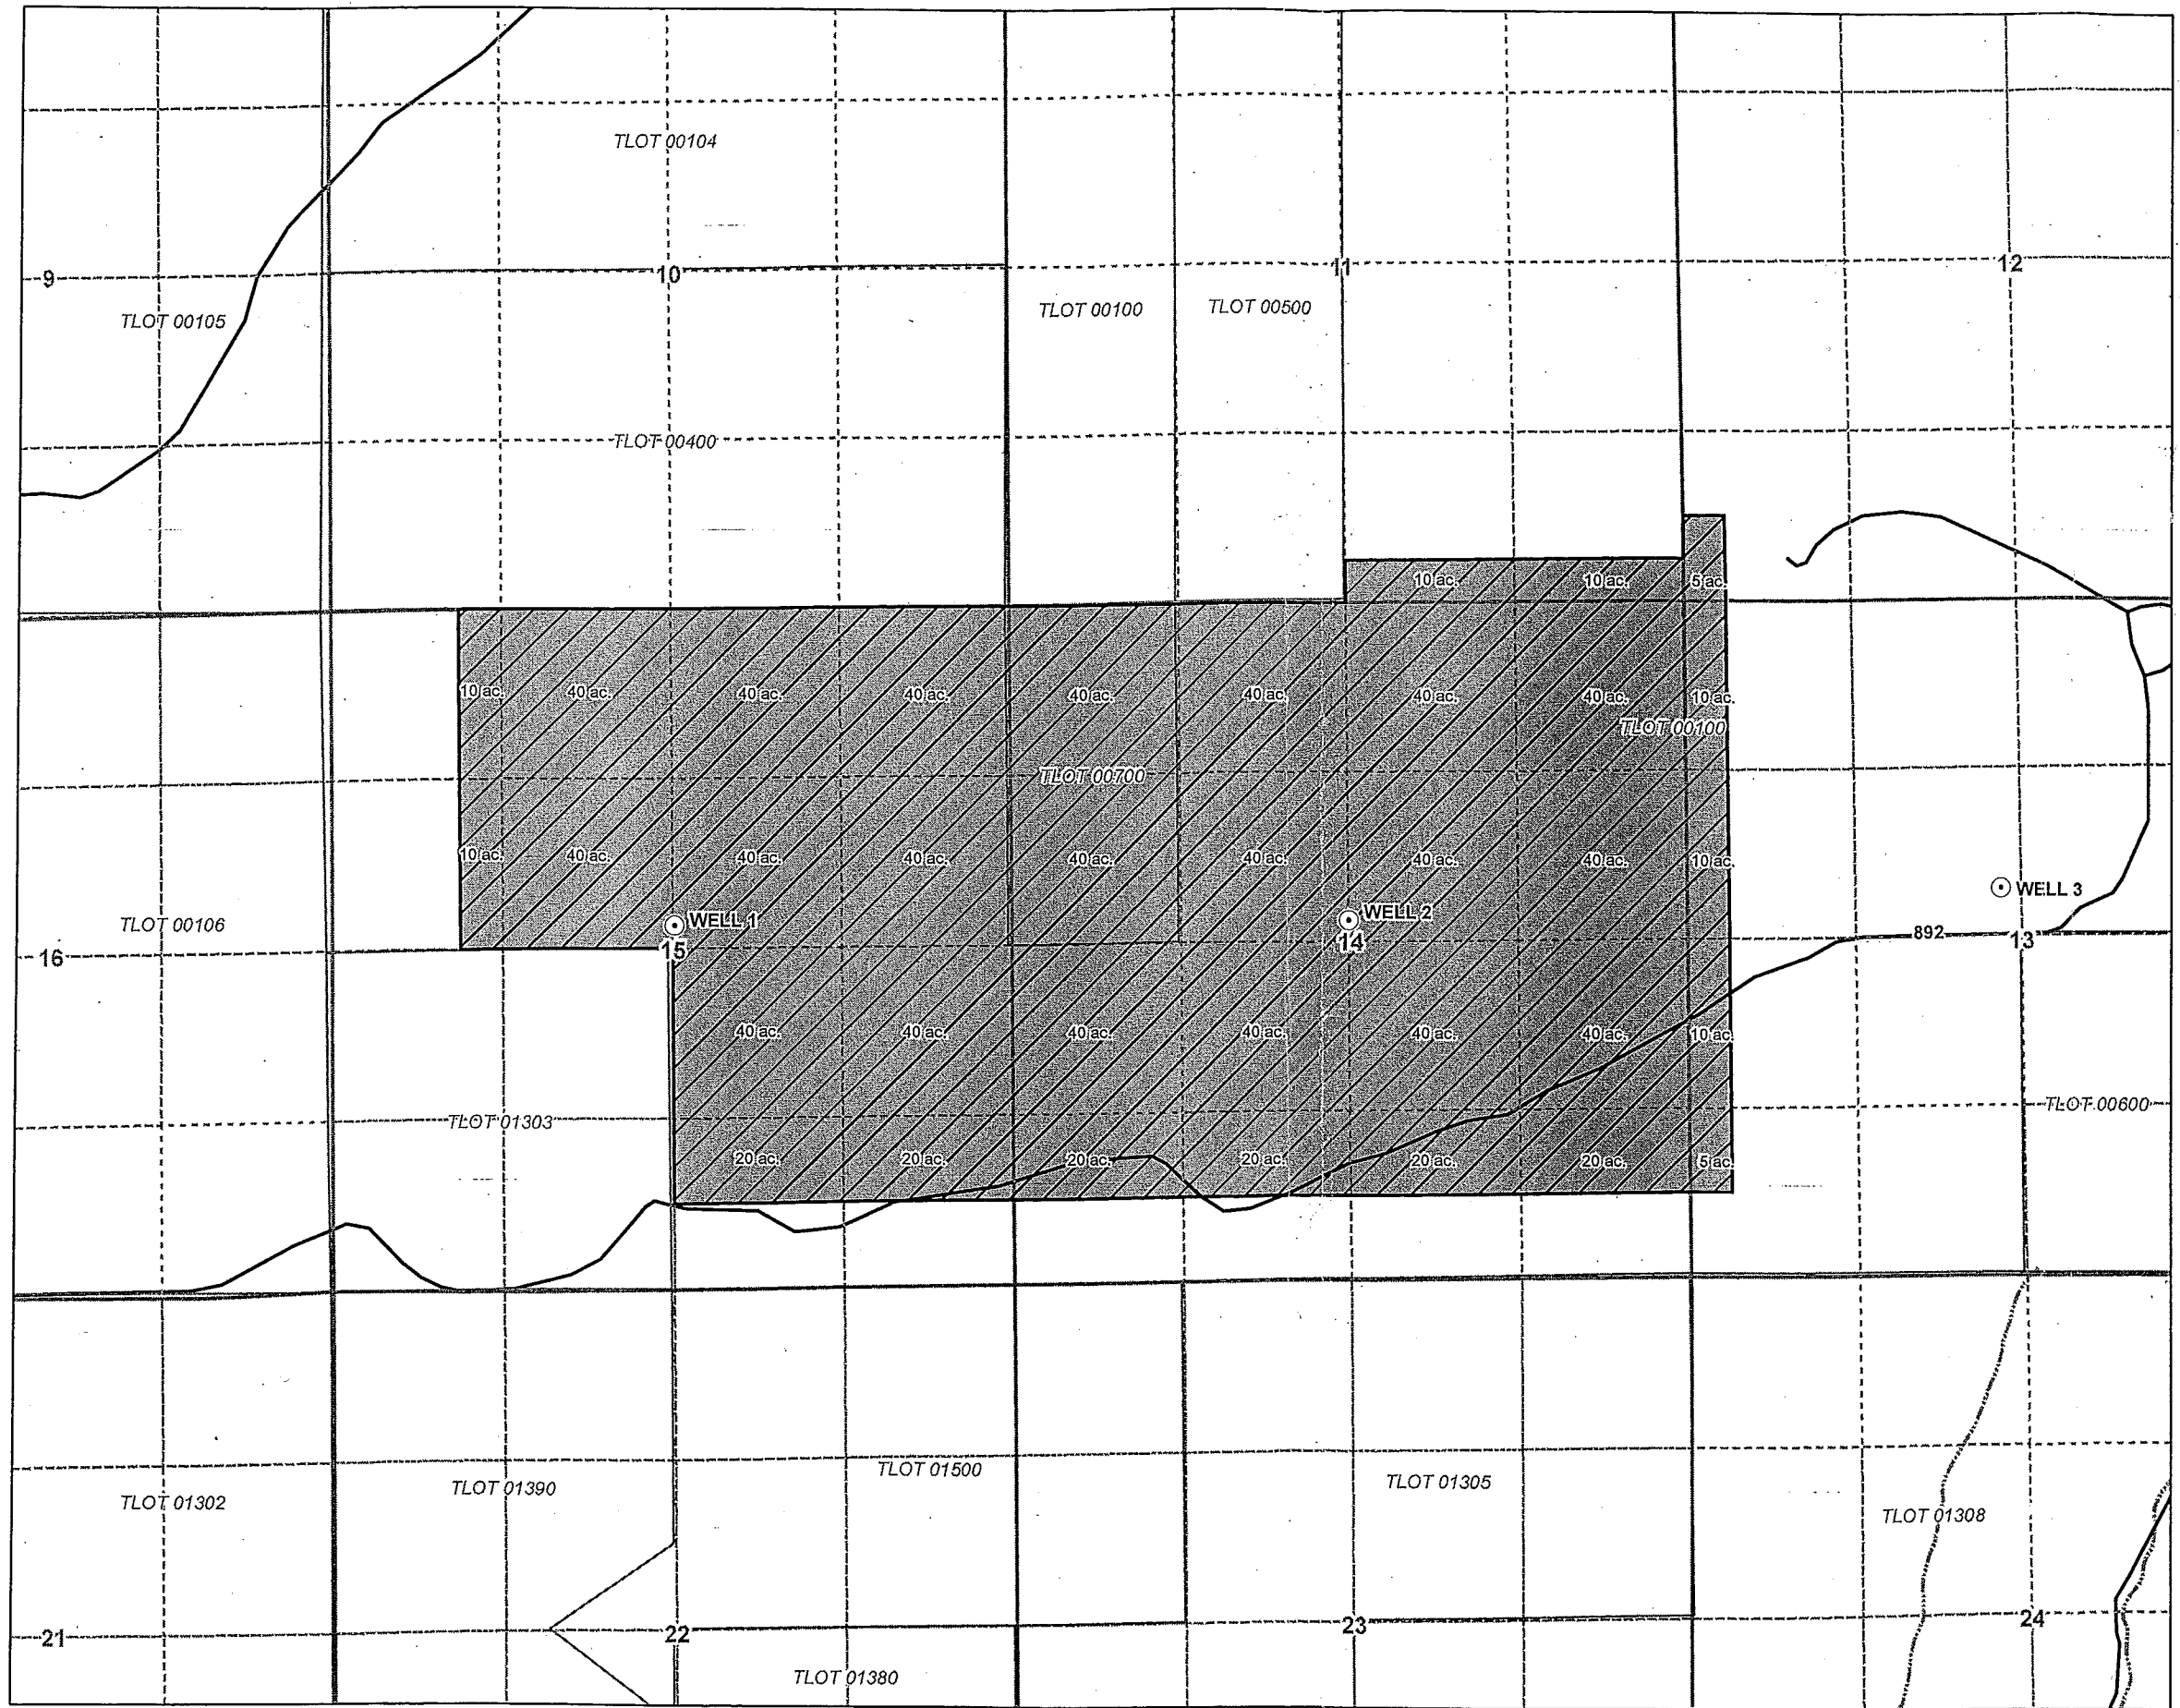 TLOT 00104
9
10
11
12
TLOT 00105
TLOT 00100
TLOT 00500
TLOT 00400
10 ac.
10 ac.
5 ac.
10 ac.
40 ac.
40 ac.
40 ac.
40 ac.
40 ac.
40 ac.
40 ac.
10 ac.
TLOT 00100
TLOT 00700
10 ac.
40 ac.
40 ac.
40 ac.
40 ac.
40 ac.
40 ac.
40 ac.
10 ac.
WELL 3
TLOT 00106
WELL 1
WELL 2
892
16
15
14
13
40 ac.
40 ac.
40 ac.
40 ac.
40 ac.
40 ac.
10 ac.
TLOT 01303
TLOT 00600
20 ac.
20 ac.
20 ac.
20 ac.
20 ac.
20 ac.
5 ac.
TLOT 01302
TLOT 01390
TLOT 01500
TLOT 01305
TLOT 01308
21
22
23
24
TLOT 01380